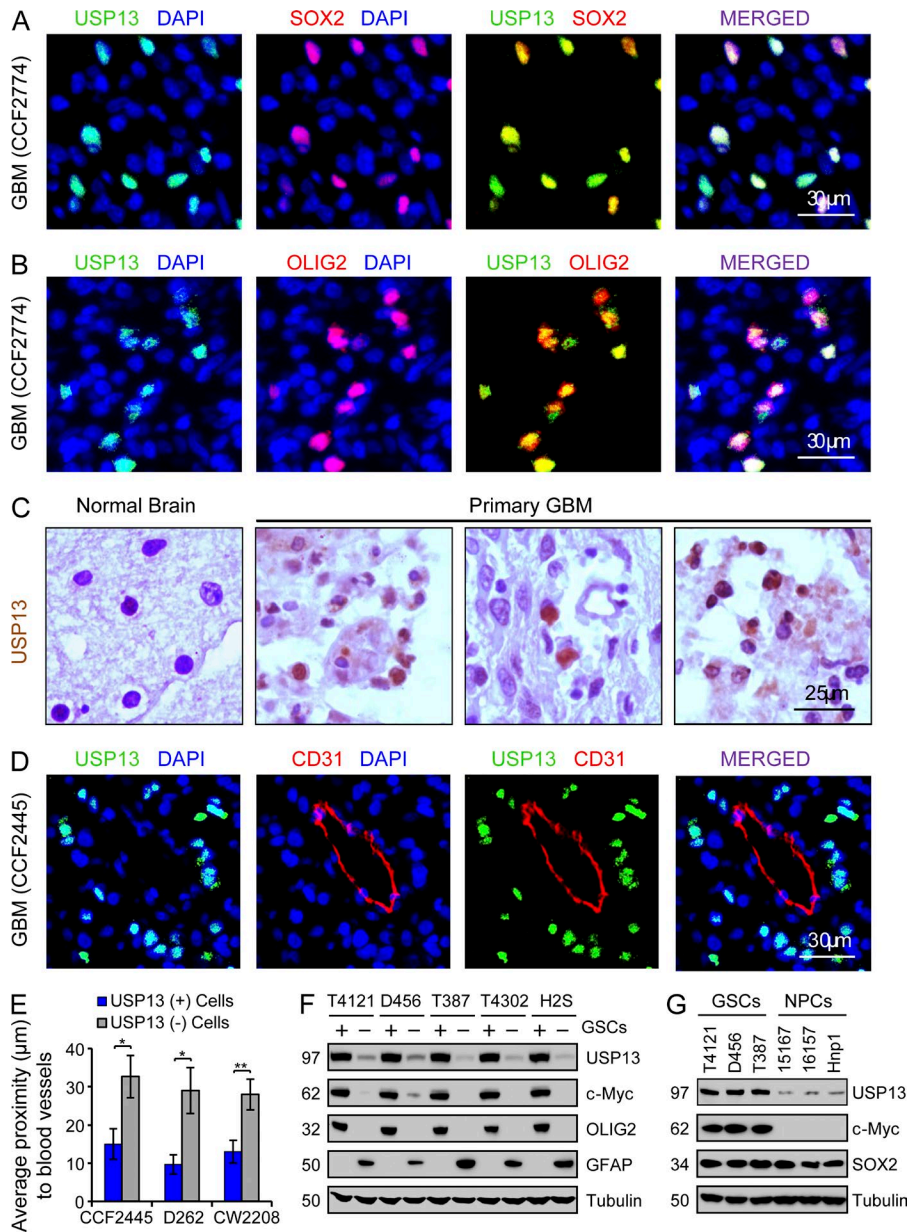 A
USP13 DAPI SOX2 DAPI USP13 SOX2 MERGED
GBM (CCF2774)
30µm
B
USP13 DAPI OLIG2 DAPI USP13 OLIG2 MERGED
GBM (CCF2774)
30µm
C
Normal Brain Primary GBM
USP13
25µm
D
USP13 DAPI CD31 DAPI USP13 CD31 MERGED
GBM (CCF2445)
30µm
E
USP13 (+) Cells
USP13 (-) Cells
Average proximity (µm)
to blood vessels
40
30
20
10
0
* * **
CCF2445 D262 CW2208
F
T4121 D456 T387 T4302 H2S
+ − + − + − + − + − GSCs
97 USP13
62 c-Myc
32 OLIG2
50 GFAP
50 Tubulin
G
GSCs NPCs
T4121 D456 T387 15167 16157 Hnp1
97 USP13
62 c-Myc
34 SOX2
50 Tubulin